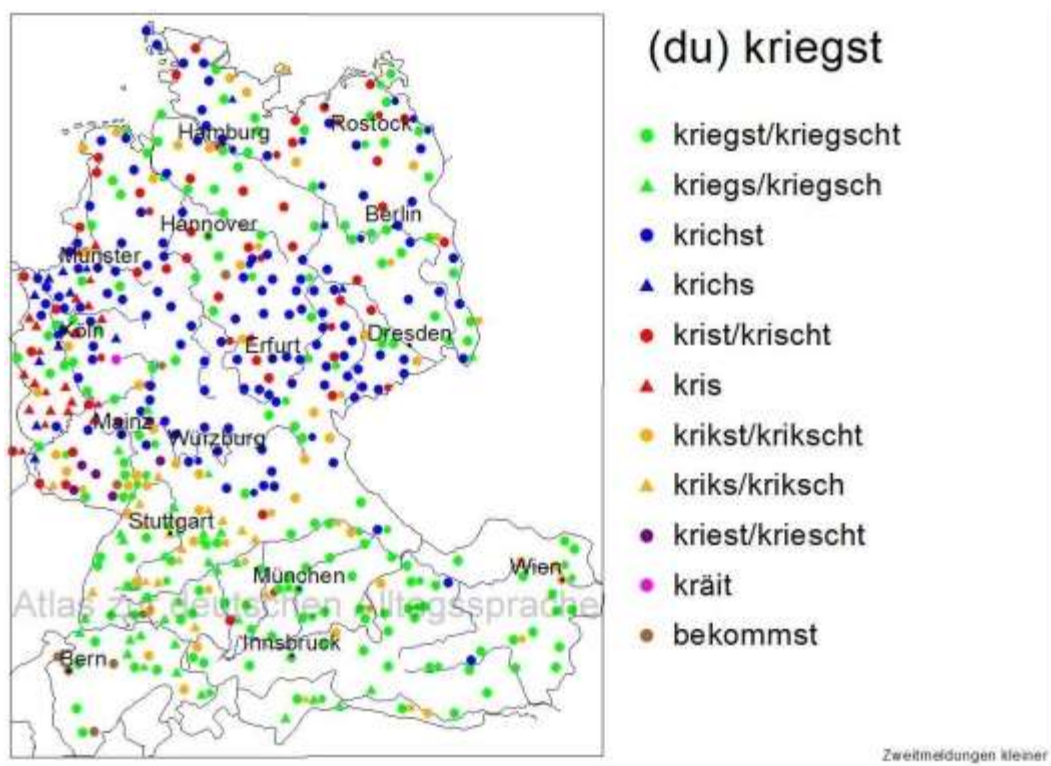 (du) kriegst
kriegst/kriegscht
kriegs/kriegsch
krichst
krichs
krist/krischt
kris
krikst/krikscht
kriks/kriksch
kriest/kriescht
kräit
bekommst
Zweitmeldungen kleiner
Hamburg
Rostock
Berlin
Hannover
Münster
Köln
Erfurt
Dresden
Mainz
Würzburg
Stuttgart
München
Wien
Atlas zur deutschen Alltagssprache
Innsbruck
Bern